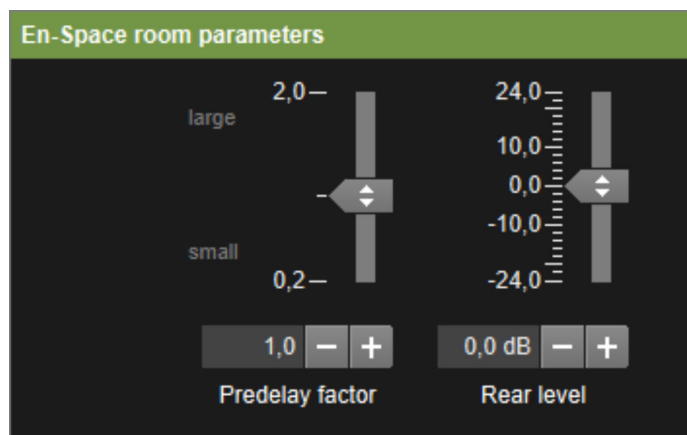 En-Space room parameters
2,0
large
small
0,2
24,0
10,0
0,0
-10,0
-24,0
1,0 − +
0,0 dB − +
Predelay factor
Rear level